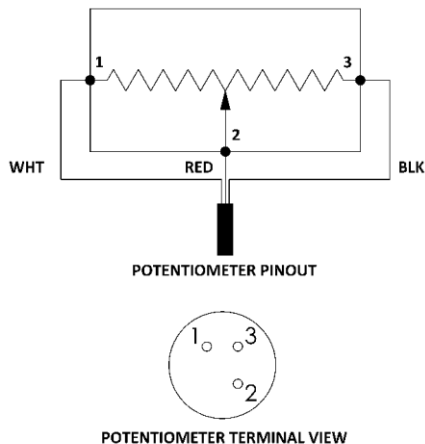 1
3
2
WHT
RED
BLK
POTENTIOMETER PINOUT
1
3
2
POTENTIOMETER TERMINAL VIEW